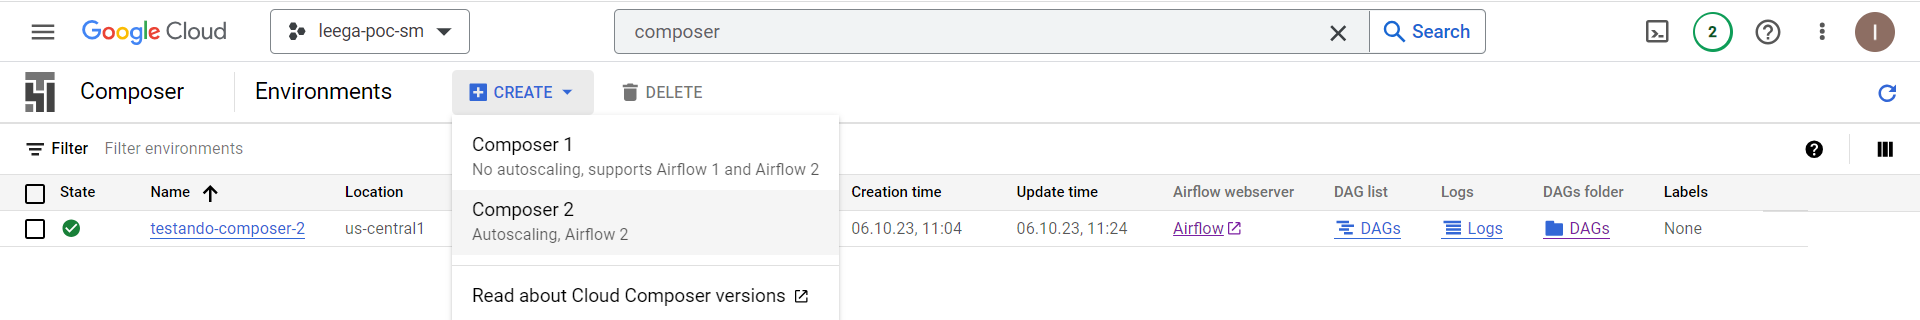 Google Cloud
leega-poc-sm
composer
Search
2
I
Composer
Environments
CREATE
DELETE
Composer 1
No autoscaling, supports Airflow 1 and Airflow 2
Composer 2
Autoscaling, Airflow 2
Read about Cloud Composer versions
Filter Filter environments
State Name Location Creation time Update time Airflow webserver DAG list Logs DAGs folder Labels
testando-composer-2 us-central1 06.10.23, 11:04 06.10.23, 11:24 Airflow DAGs Logs DAGs None